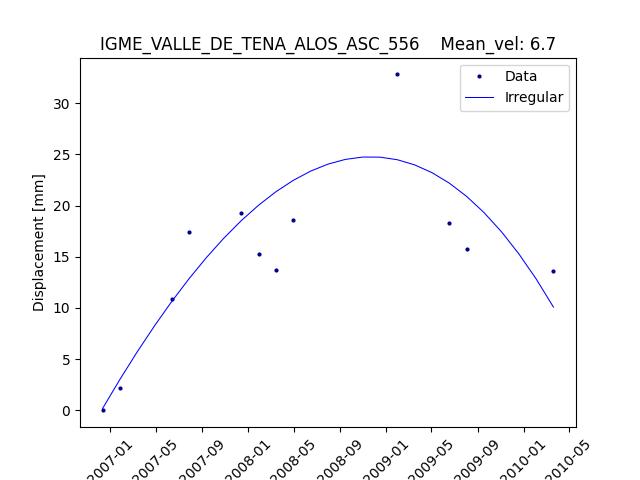 IGME_VALLE_DE_TENA_ALOS_ASC_556    Mean_vel: 6.7
Data
Irregular
Displacement [mm]
30
25
20
15
10
5
0
2007-01 2007-05 2007-09 2008-01 2008-05 2008-09 2009-01 2009-05 2009-09 2010-01 2010-05